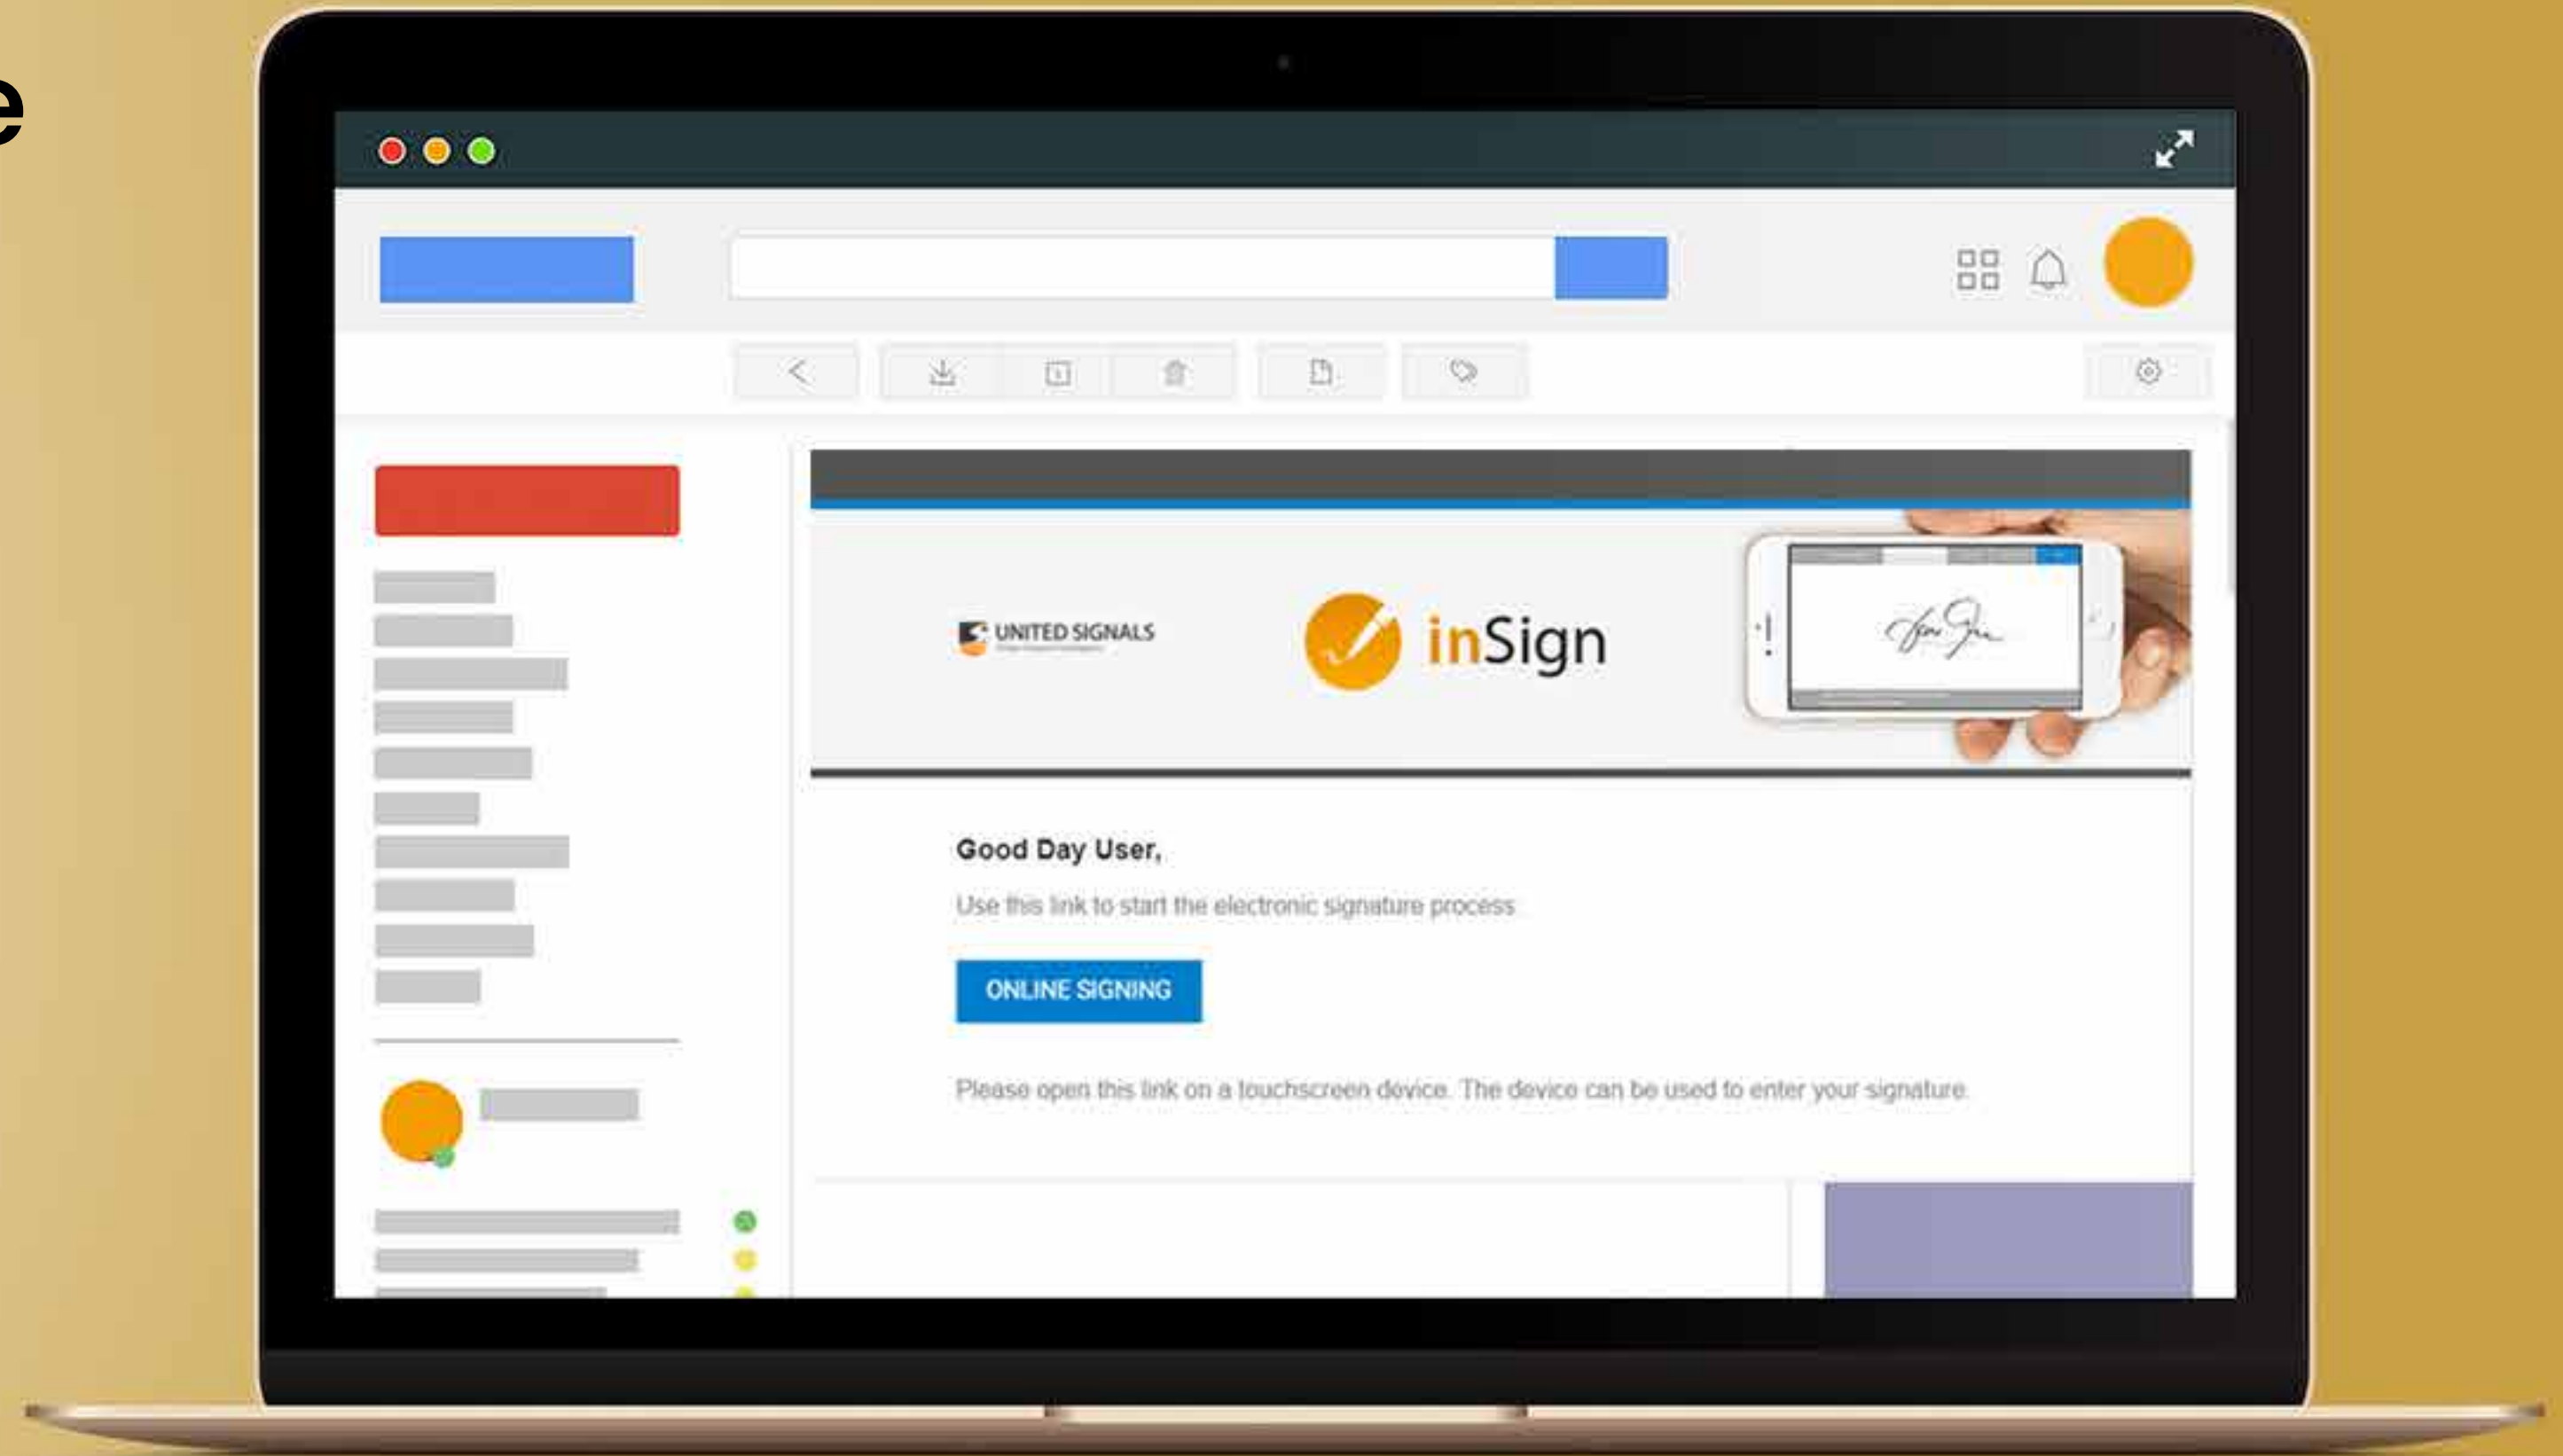 e
UNITED SIGNALS
inSign
Good Day User,
Use this link to start the electronic signature process
ONLINE SIGNING
Please open this link on a touchscreen device. The device can be used to enter your signature.